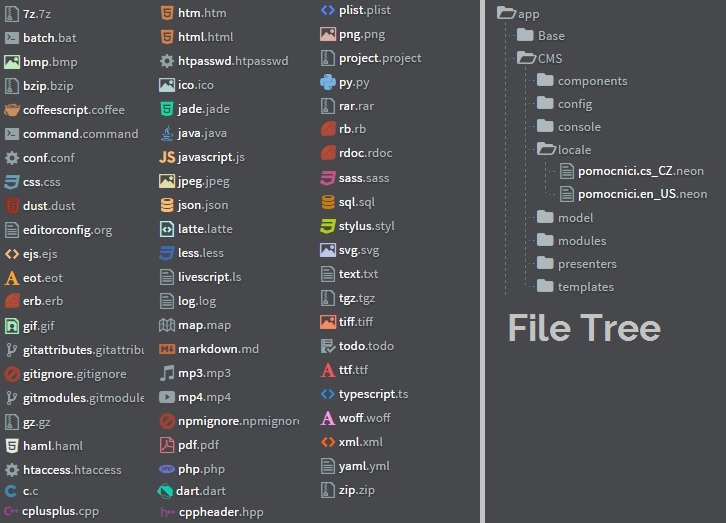 7z.7z
batch.bat
bmp.bmp
bzip.bzip
coffeescript.coffee
command.command
conf.conf
css.css
dust.dust
editorconfig.org
ejs.ejs
eot.eot
erb.erb
gif.gif
gitattributes.gitattribu
gitignore.gitignore
gitmodules.gitmodule
gz.gz
haml.haml
htaccess.htaccess
c.c
cplusplus.cpp
htm.htm
html.html
htpasswd.htpasswd
ico.ico
jade.jade
java.java
JS javascript.js
jpeg.jpeg
json.json
latte.latte
less.less
livescript.ls
log.log
map.map
markdown.md
mp3.mp3
mp4.mp4
npmignore.npmignor
pdf.pdf
php.php
dart.dart
cppheader.hpp
plist.plist
png.png
project.project
py.py
rar.rar
rb.rb
rdoc.rdoc
sass.sass
sql.sql
stylus.styl
svg.svg
text.txt
tgz.tgz
tiff.tiff
todo.todo
ttf.ttf
typescript.ts
woff.woff
xml.xml
yaml.yml
zip.zip
app
Base
CMS
components
config
console
locale
pomocnici.cs_CZ.neon
pomocnici.en_US.neon
model
modules
presenters
templates
File Tree